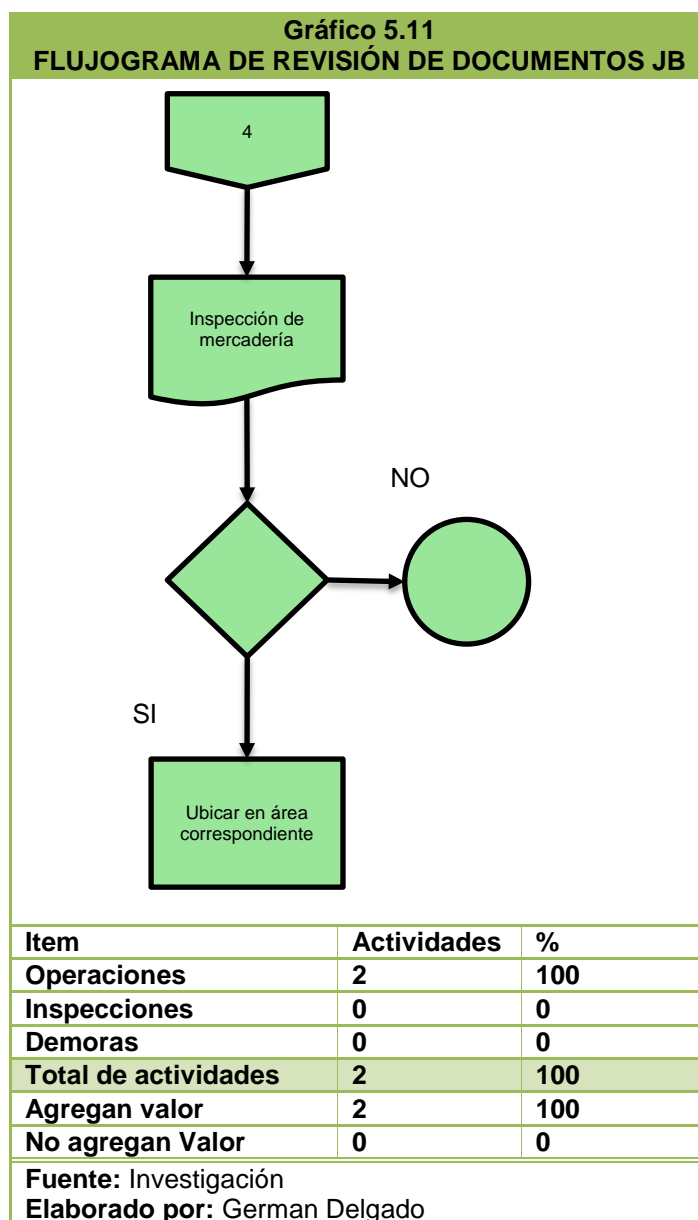 Gráfico 5.11
FLUJOGRAMA DE REVISIÓN DE DOCUMENTOS JB
4
Inspección de
mercadería
NO
SI
Ubicar en área
correspondiente
Item Actividades %
Operaciones 2 100
Inspecciones 0 0
Demoras 0 0
Total de actividades 2 100
Agregan valor 2 100
No agregan Valor 0 0
Fuente: Investigación
Elaborado por: German Delgado